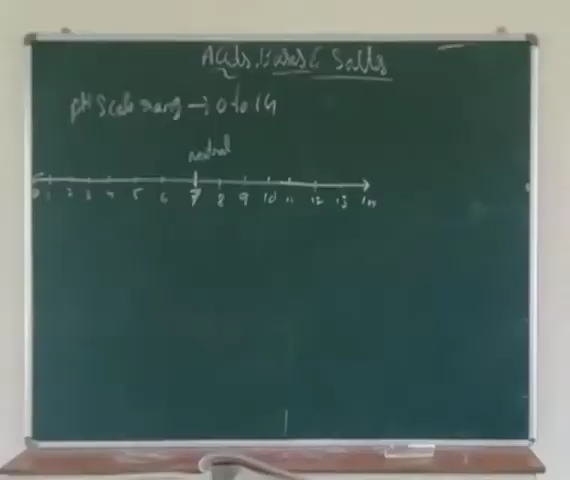 Acids, Bases & Salts
pH Scale rang → 0 to 14
neutral
0 1 2 3 4 5 6 7 8 9 10 11 12 13 14